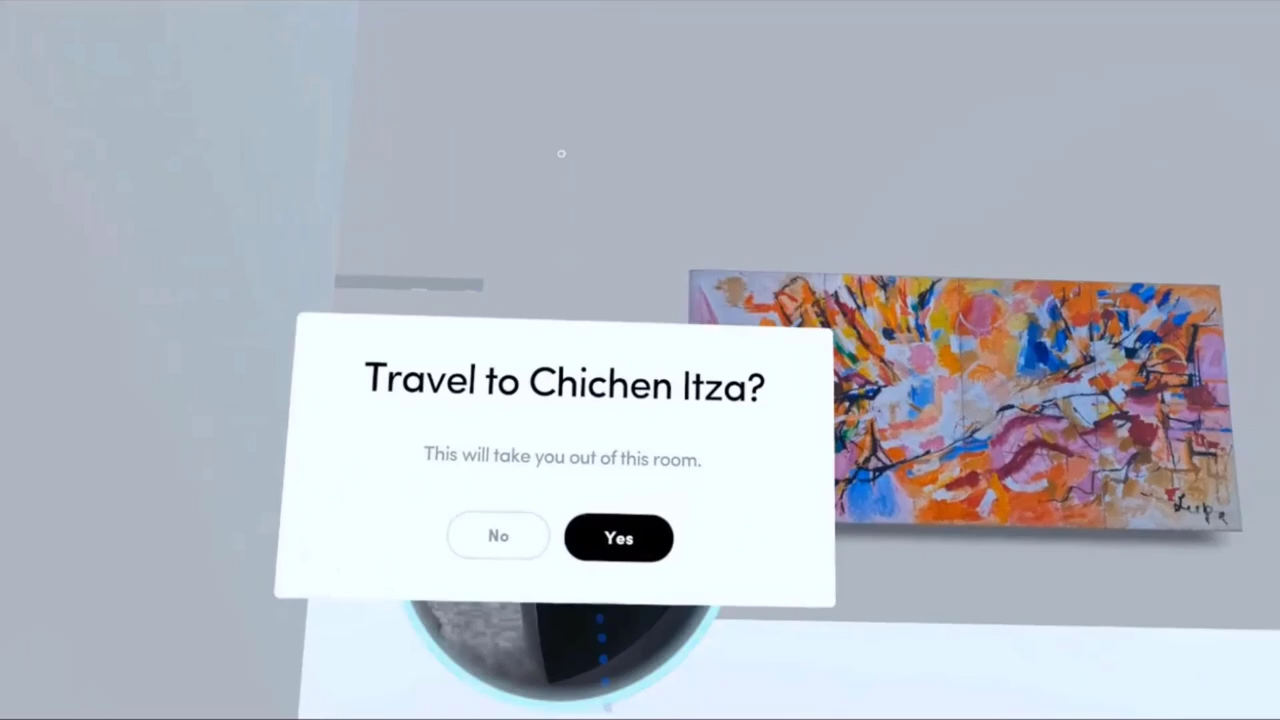 Travel to Chichen Itza?
This will take you out of this room.
No
Yes